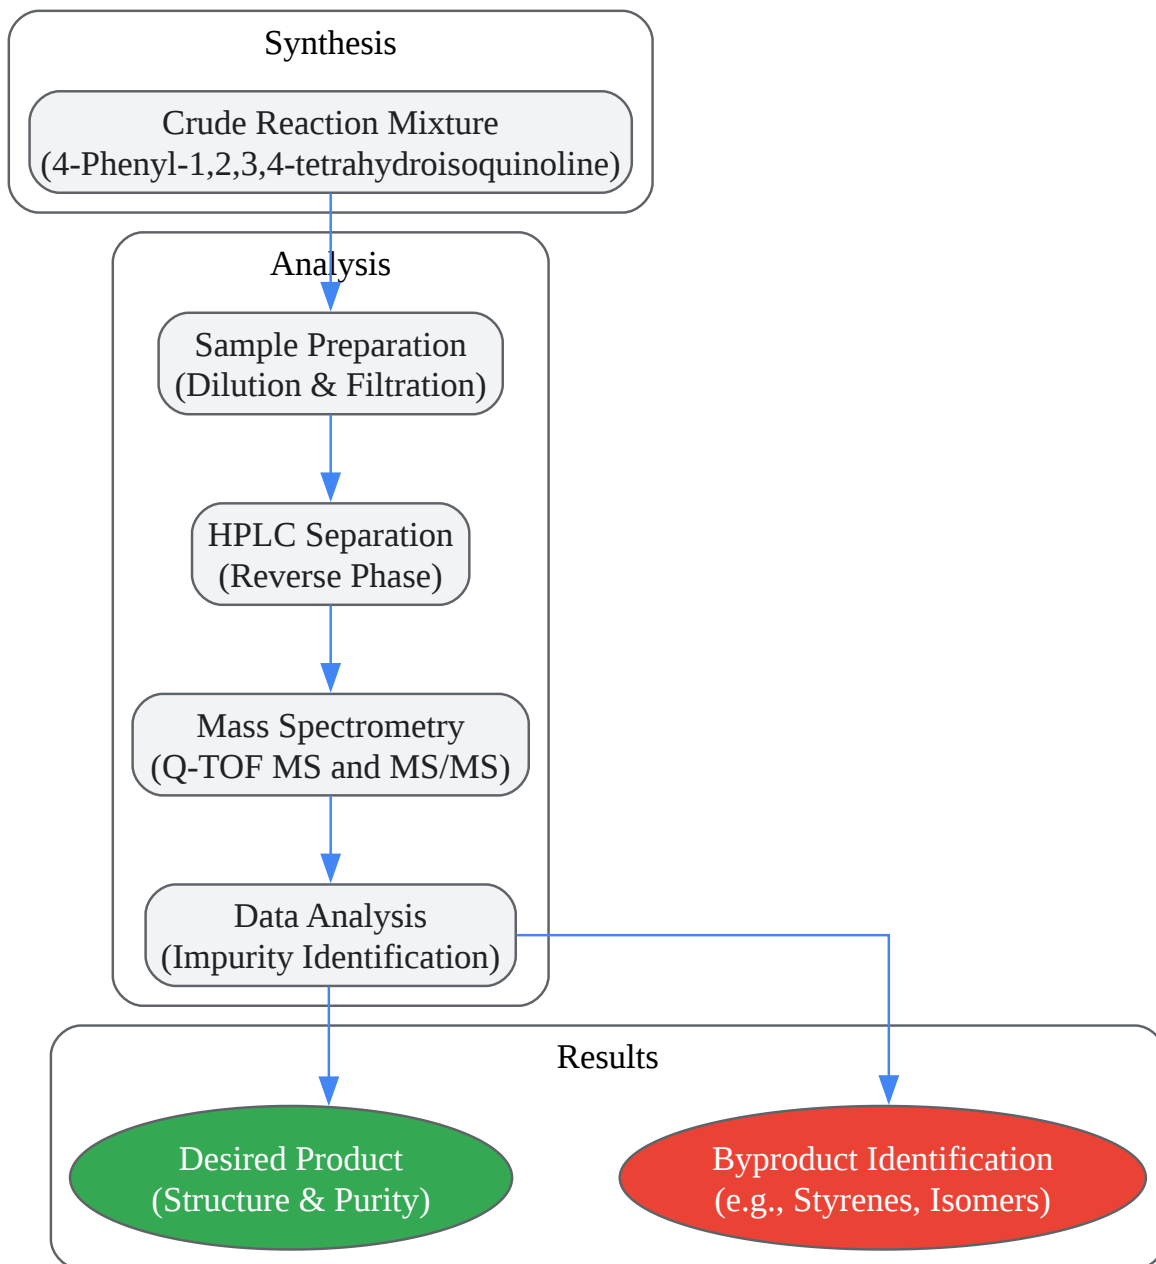 Synthesis
Crude Reaction Mixture
(4-Phenyl-1,2,3,4-tetrahydroisoquinoline)
Analysis
Sample Preparation
(Dilution & Filtration)
HPLC Separation
(Reverse Phase)
Mass Spectrometry
(Q-TOF MS and MS/MS)
Data Analysis
(Impurity Identification)
Results
Desired Product
(Structure & Purity)
Byproduct Identification
(e.g., Styrenes, Isomers)